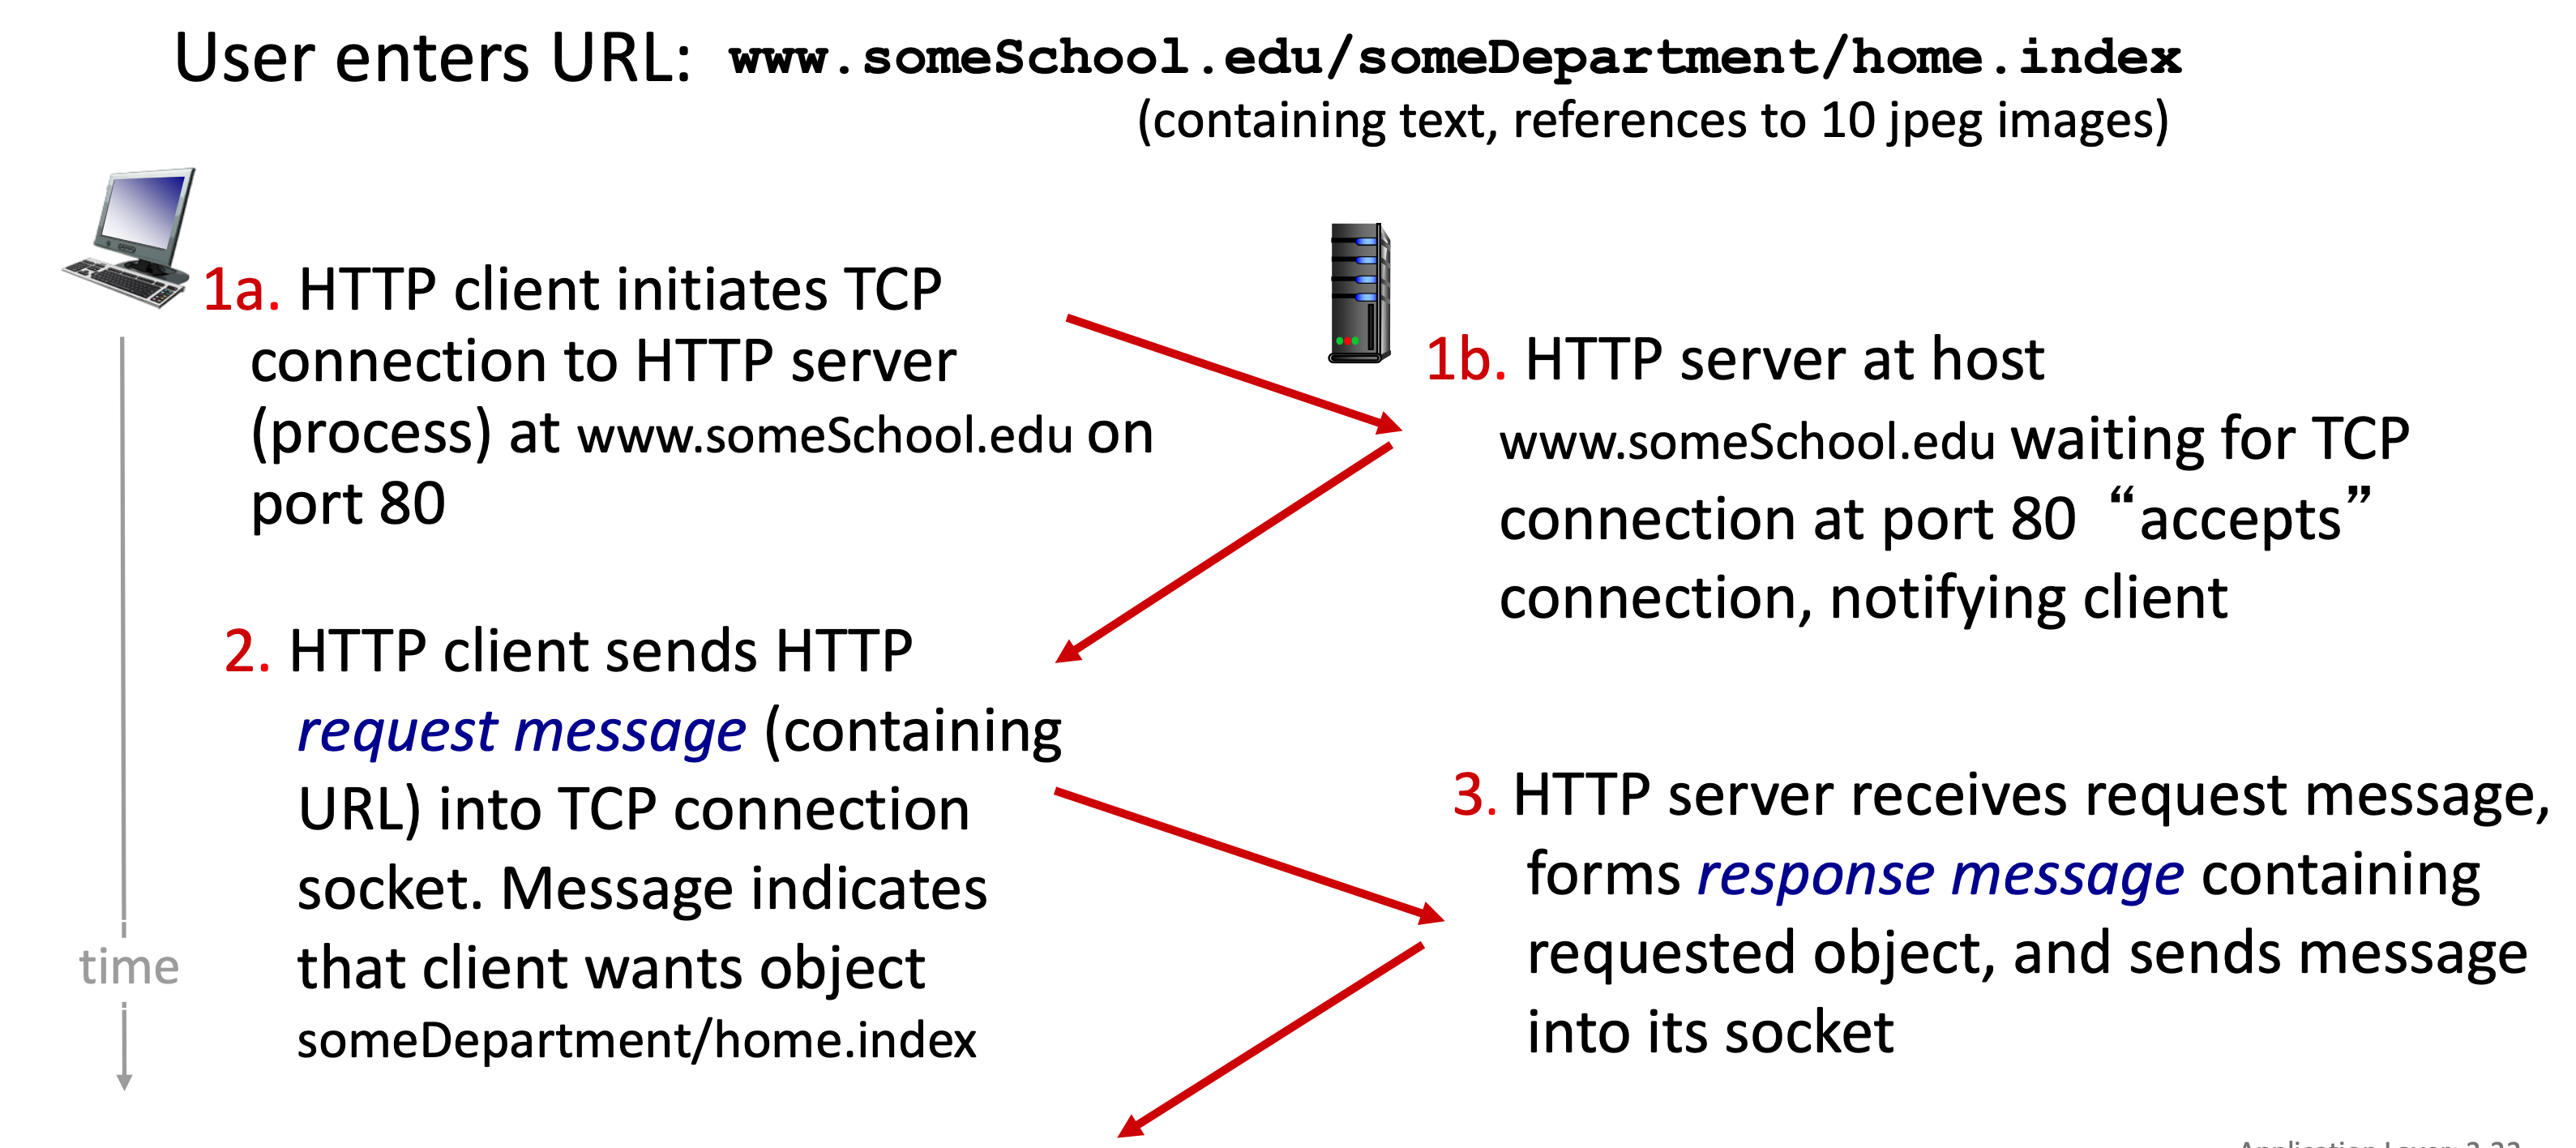 User enters URL: www.someSchool.edu/someDepartment/home.index
(containing text, references to 10 jpeg images)
1a. HTTP client initiates TCP
connection to HTTP server
(process) at www.someSchool.edu on
port 80
1b. HTTP server at host
www.someSchool.edu waiting for TCP
connection at port 80 “accepts”
connection, notifying client
2. HTTP client sends HTTP
request message (containing
URL) into TCP connection
socket. Message indicates
that client wants object
someDepartment/home.index
3. HTTP server receives request message,
forms response message containing
requested object, and sends message
into its socket
time
Application Layer: 2-22